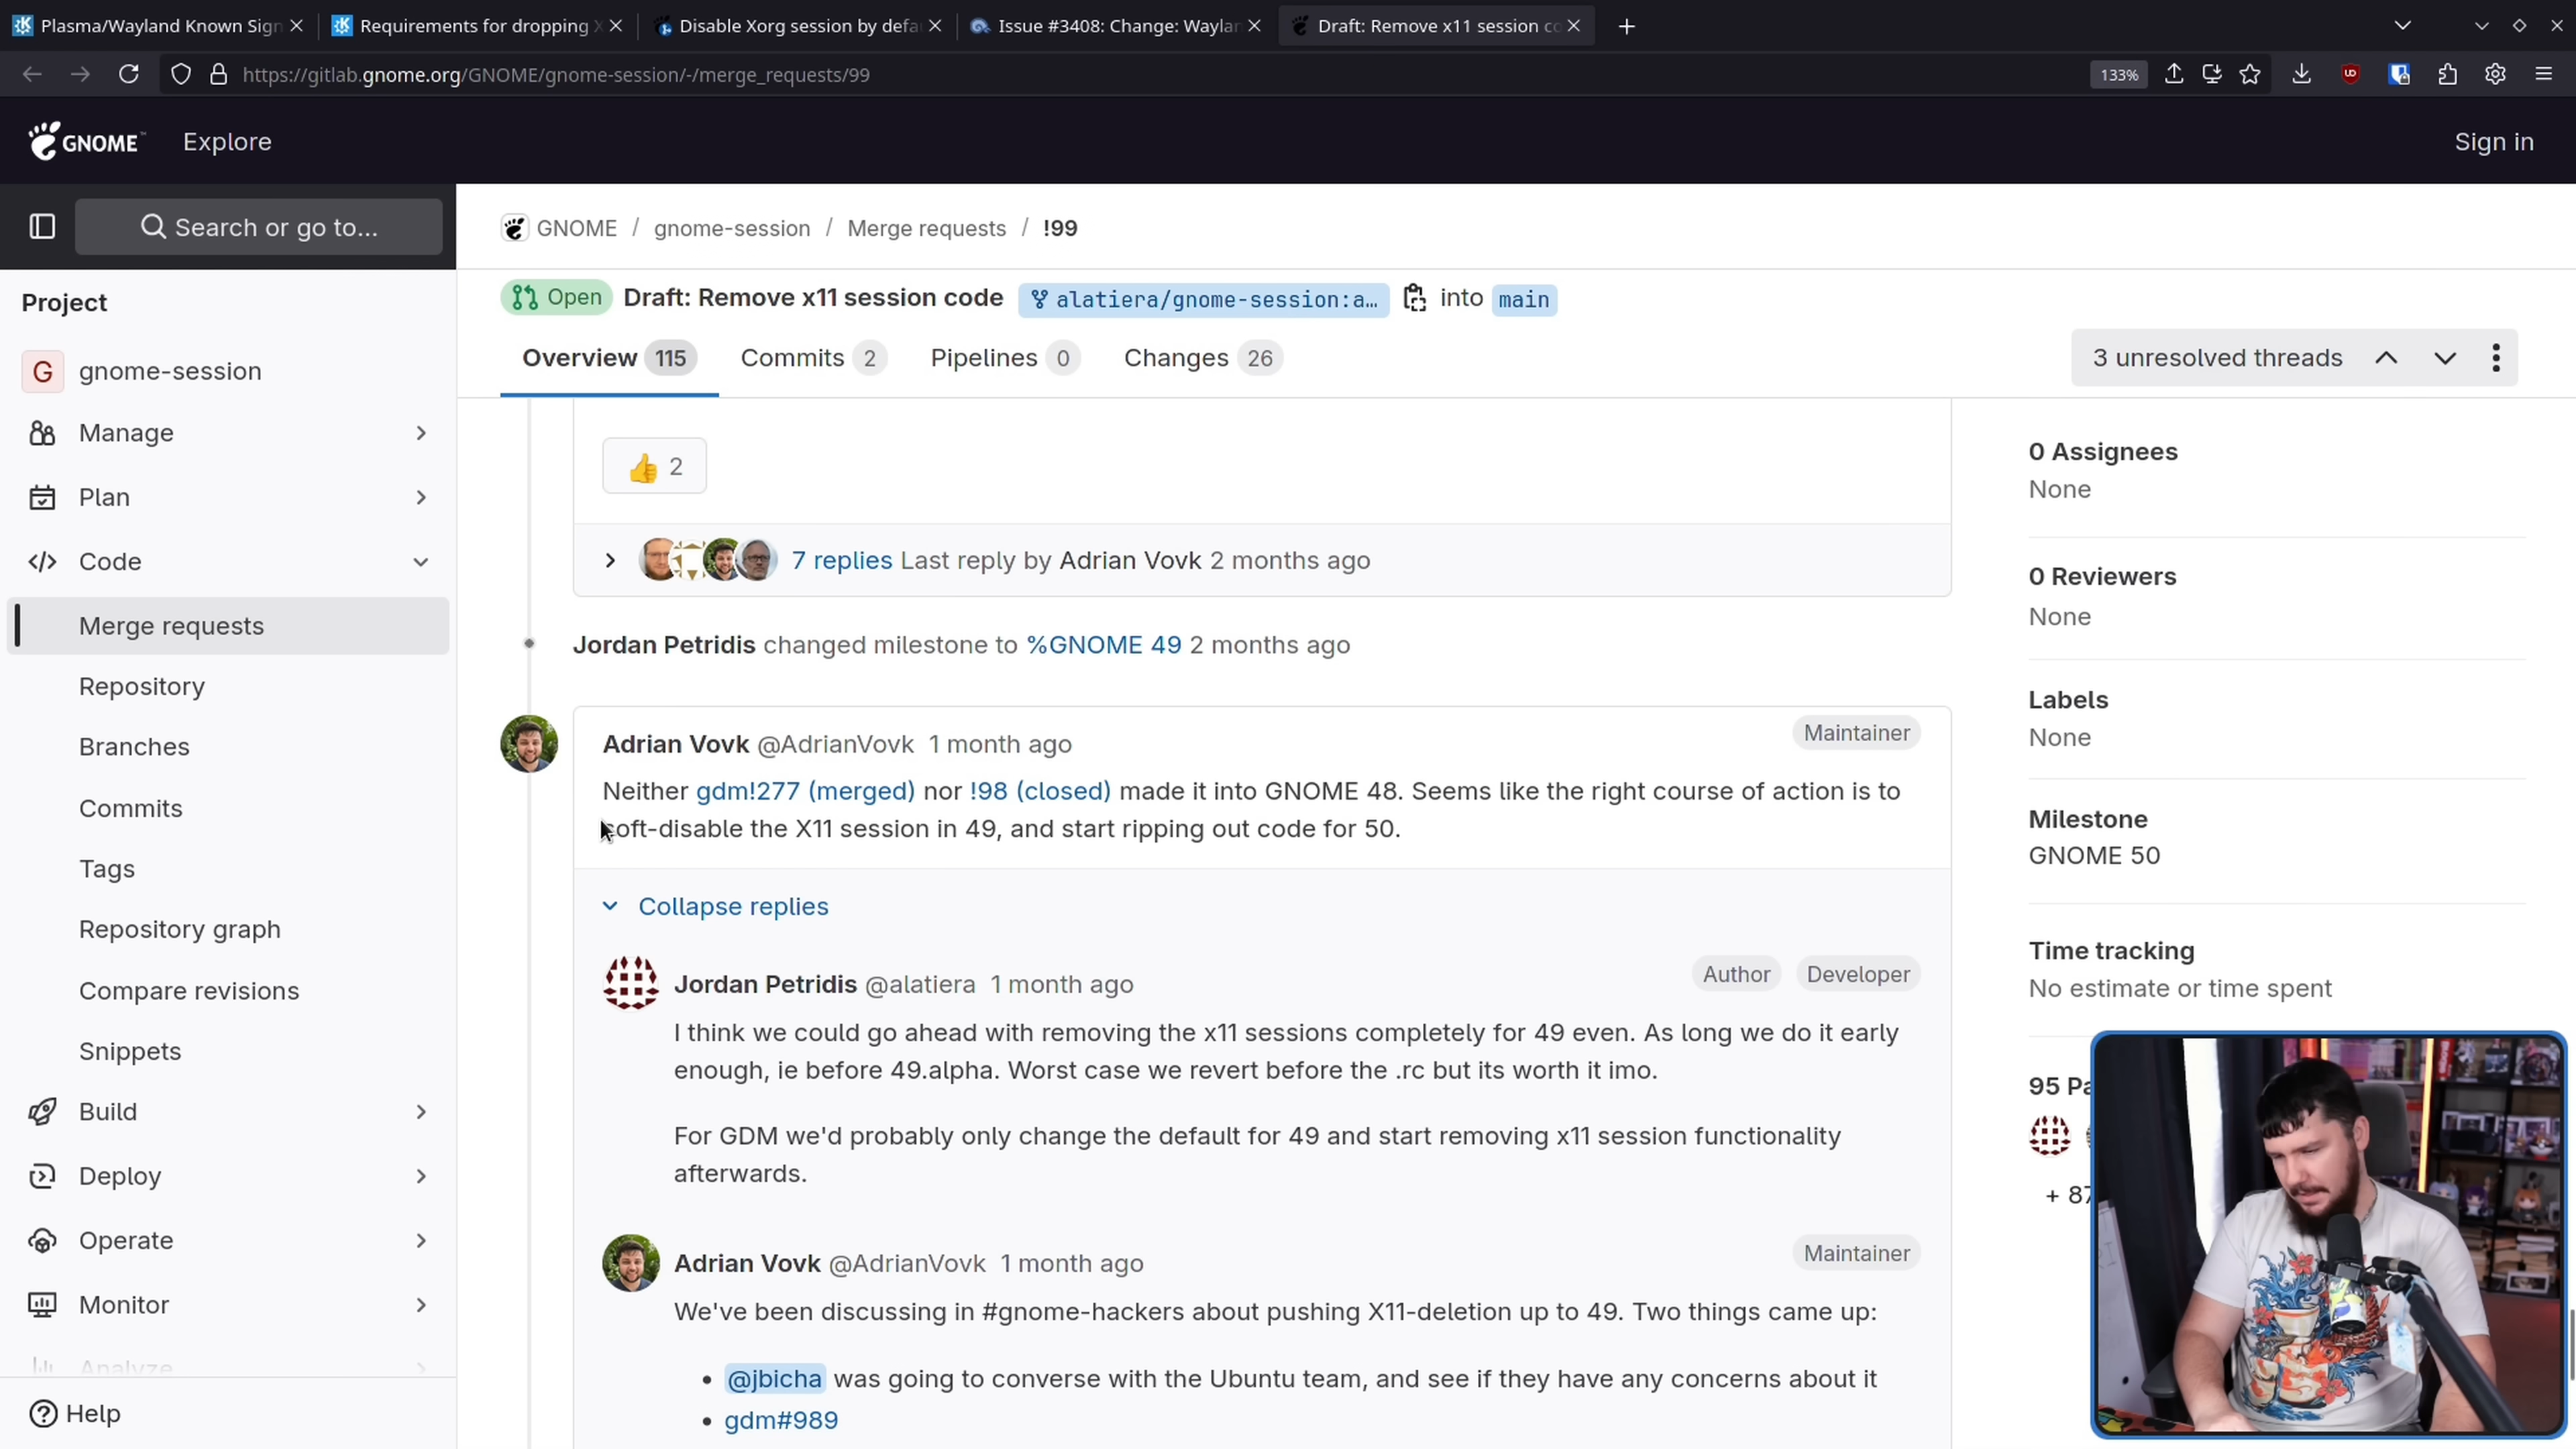 Plasma/Wayland Known Sign
Requirements for dropping X
Disable Xorg session by defau
Issue #3408: Change: Waylan
Draft: Remove x11 session co
https://gitlab.gnome.org/GNOME/gnome-session/-/merge_requests/99
133%
GNOME™
Explore
Sign in
Search or go to...
GNOME / gnome-session / Merge requests / !99
Open Draft: Remove x11 session code alatiera/gnome-session:a… into main
Overview 115 Commits 2 Pipelines 0 Changes 26
3 unresolved threads
Project
G gnome-session
Manage
Plan
Code
Merge requests
Repository
Branches
Commits
Tags
Repository graph
Compare revisions
Snippets
Build
Deploy
Operate
Monitor
Analyze
Help
👍 2
7 replies Last reply by Adrian Vovk 2 months ago
Jordan Petridis changed milestone to %GNOME 49 2 months ago
Adrian Vovk @AdrianVovk 1 month ago
Maintainer
Neither gdm!277 (merged) nor !98 (closed) made it into GNOME 48. Seems like the right course of action is to
soft-disable the X11 session in 49, and start ripping out code for 50.
Collapse replies
Jordan Petridis @alatiera 1 month ago
Author Developer
I think we could go ahead with removing the x11 sessions completely for 49 even. As long we do it early
enough, ie before 49.alpha. Worst case we revert before the .rc but its worth it imo.
For GDM we'd probably only change the default for 49 and start removing x11 session functionality
afterwards.
Adrian Vovk @AdrianVovk 1 month ago
Maintainer
We've been discussing in #gnome-hackers about pushing X11-deletion up to 49. Two things came up:
• @jbicha was going to converse with the Ubuntu team, and see if they have any concerns about it
• gdm#989
0 Assignees
None
0 Reviewers
None
Labels
None
Milestone
GNOME 50
Time tracking
No estimate or time spent
95 Pa
+ 87